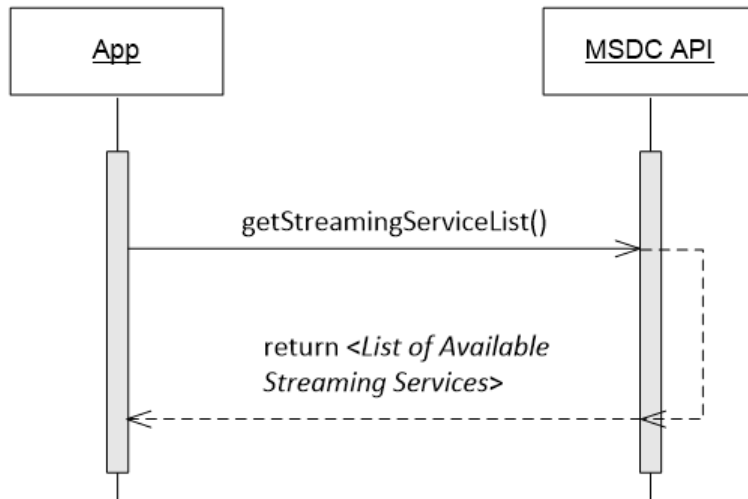 App
MSDC API
getStreamingServiceList()
return <List of Available
Streaming Services>